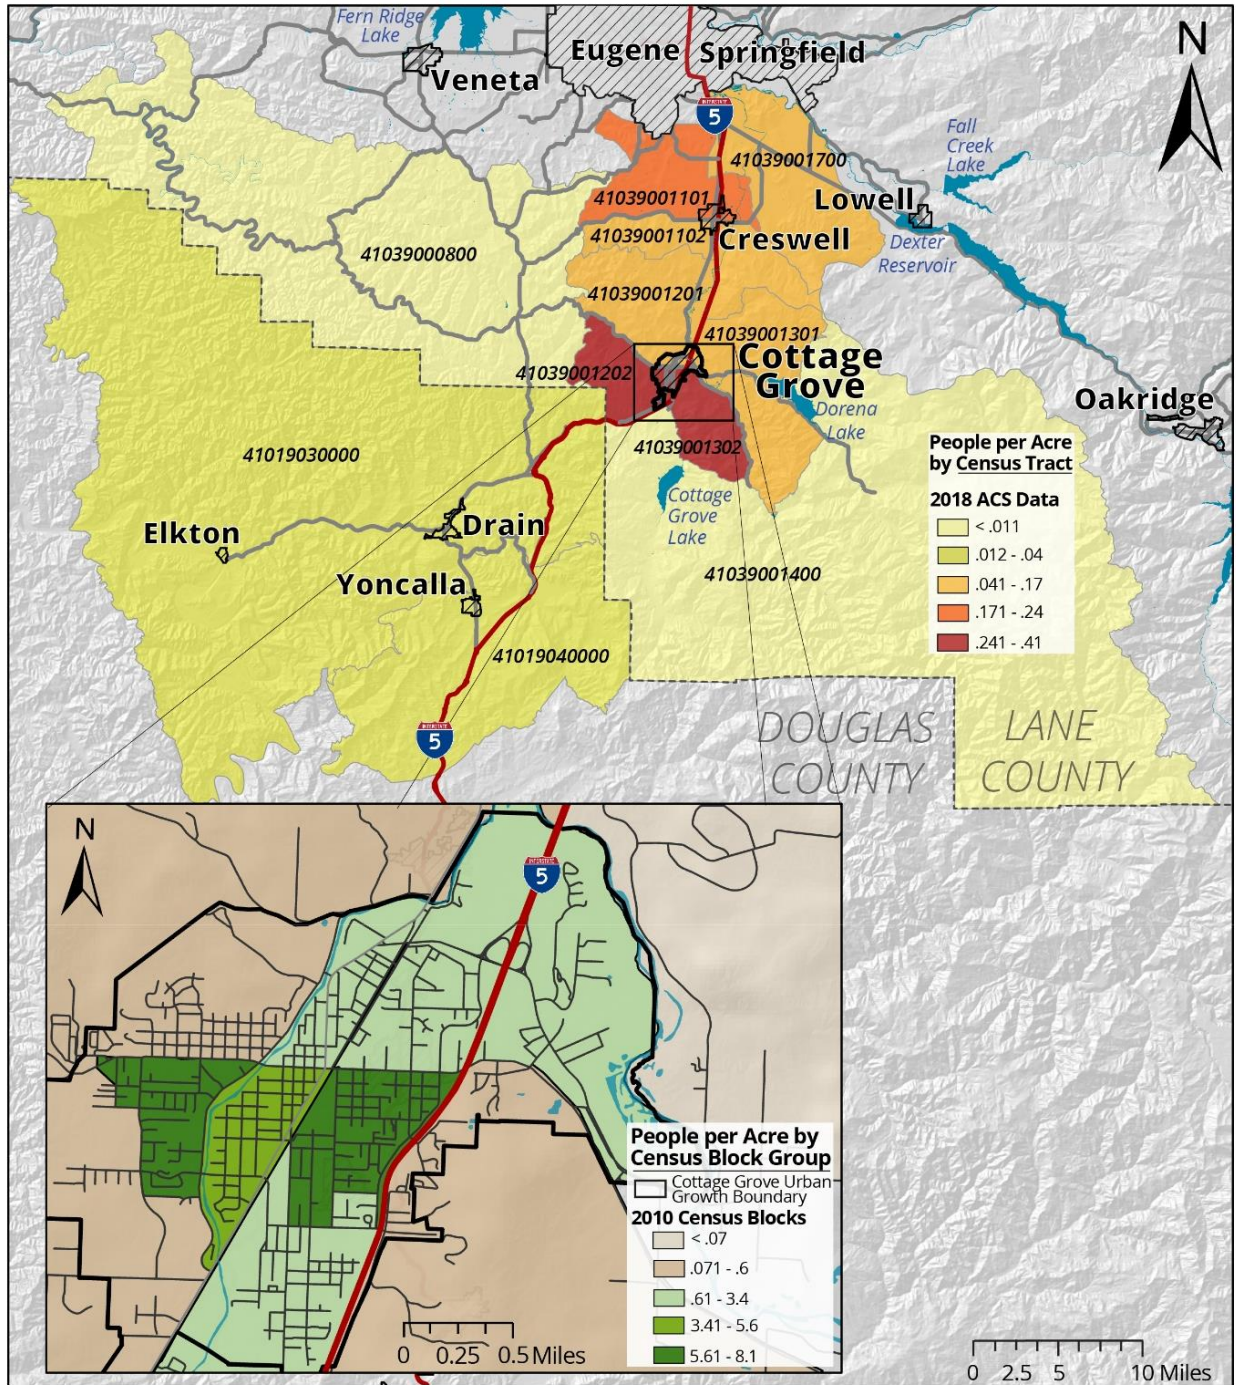 Fern Ridge
Lake
Eugene
Springfield
N
Veneta
INTERSTATE
5
Fall
Creek
Lake
41039001700
41039001101
Lowell
41039001102
Creswell
Dexter
Reservoir
41039000800
41039001201
41039001301
Cottage
Grove
41039001202
Oakridge
Dorena
Lake
41039001302
41019030000
People per Acre
by Census Tract
2018 ACS Data
< .011
.012 - .04
.041 - .17
.171 - .24
.241 - .41
Cottage
Grove
Lake
Elkton
Drain
Yoncalla
41039001400
41019040000
INTERSTATE
5
DOUGLAS
COUNTY
LANE
COUNTY
N
INTERSTATE
5
People per Acre by
Census Block Group
Cottage Grove Urban
Growth Boundary
2010 Census Blocks
< .07
.071 - .6
.61 - 3.4
3.41 - 5.6
5.61 - 8.1
0 0.25 0.5 Miles
0 2.5 5 10 Miles